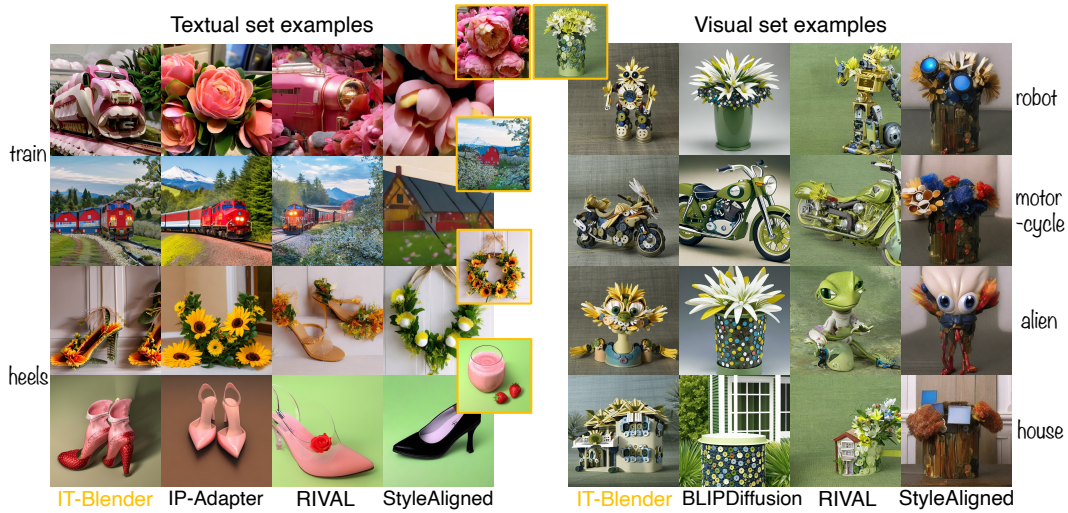 Textual set examples
Visual set examples
train
heels
robot
motor
-cycle
alien
house
IT-Blender
IP-Adapter
RIVAL
StyleAligned
IT-Blender
BLIPDiffusion
RIVAL
StyleAligned